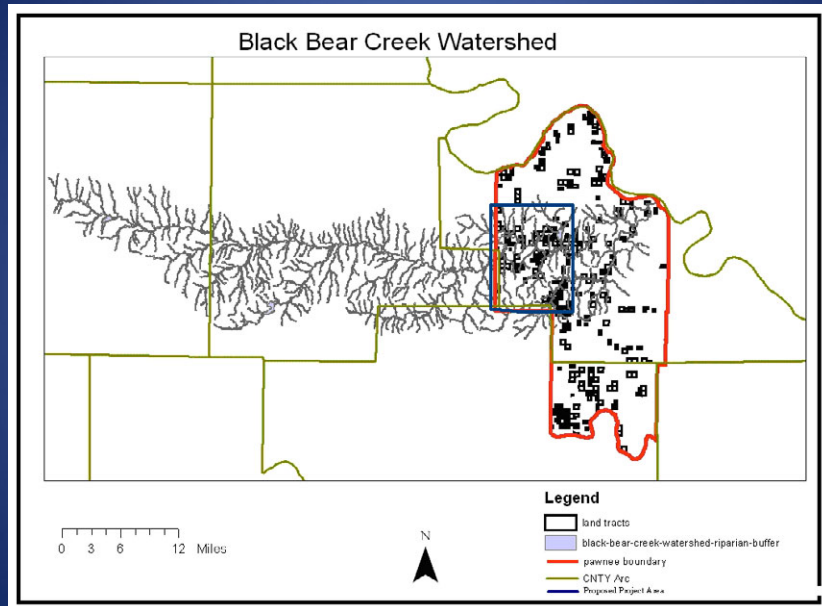 Black Bear Creek Watershed
N
0 3 6 12 Miles
Legend
land tracts
black-bear-creek-watershed-riparian-buffer
pawnee boundary
CNTY Arc
Proposed Project Area